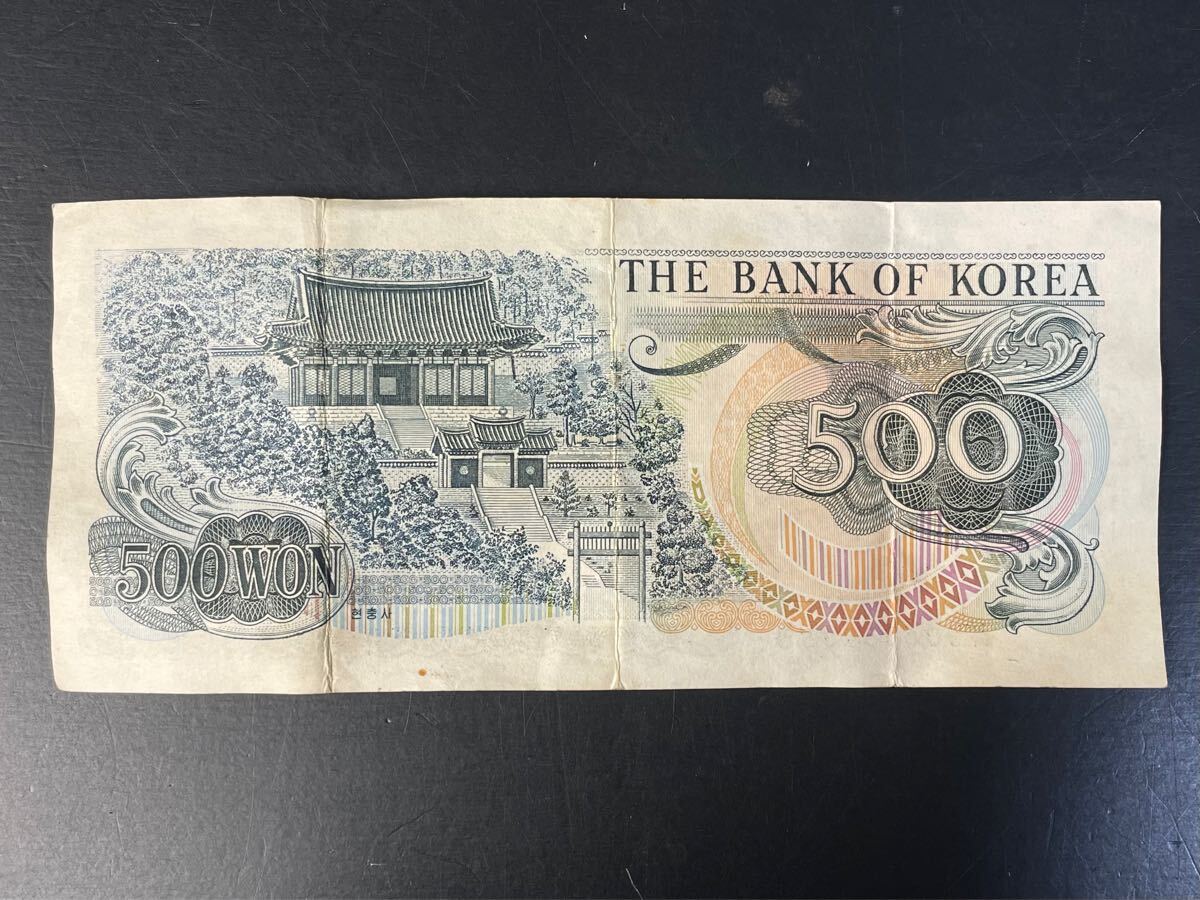 THE BANK OF KOREA
500
500 WON
현충사